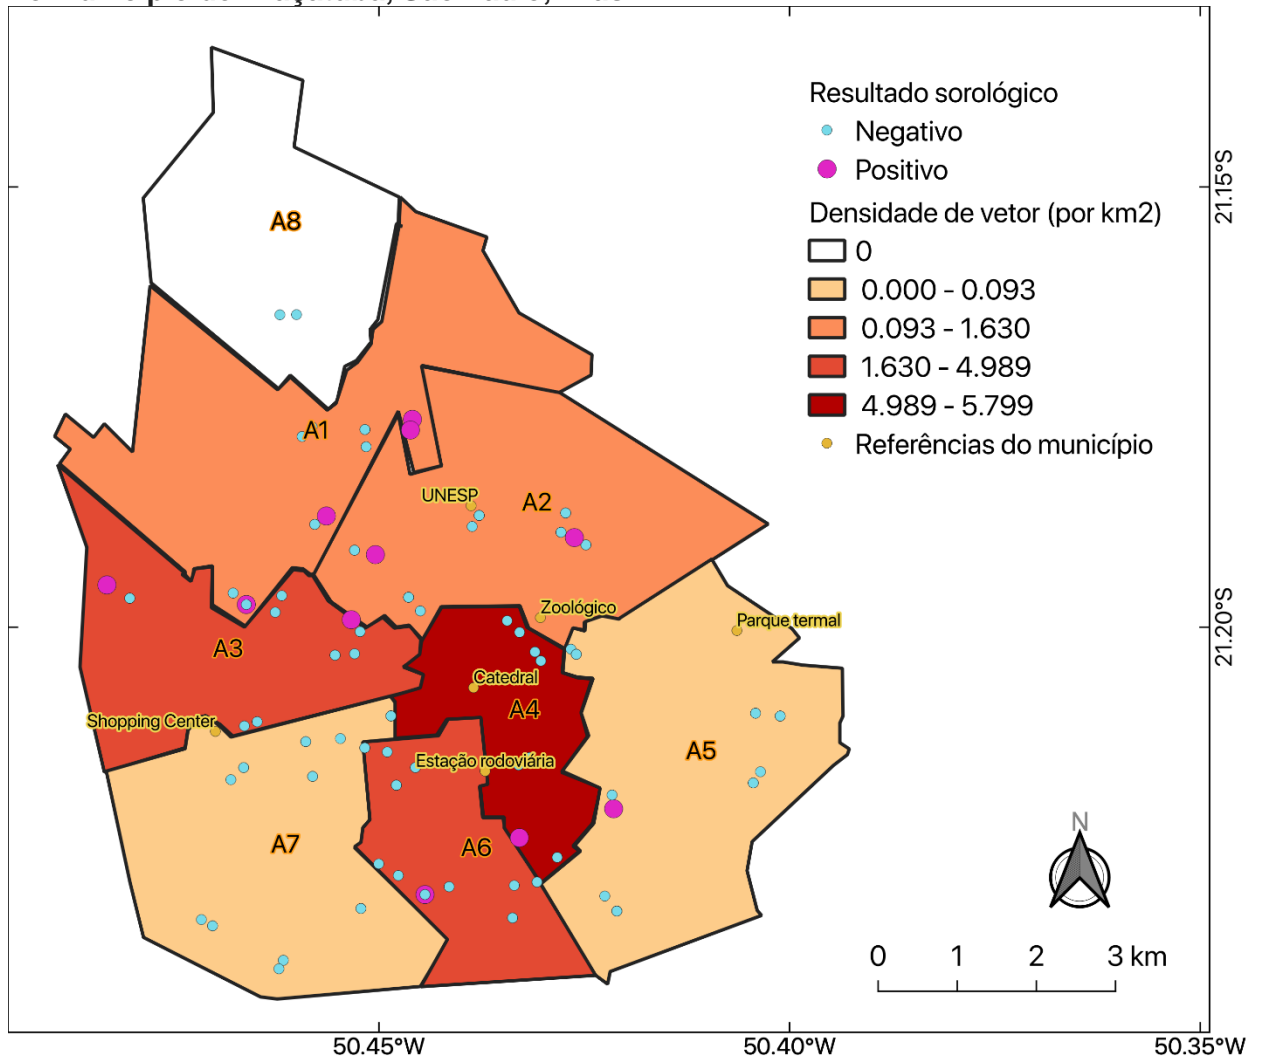 Resultado sorológico
Negativo
Positivo
Densidade de vetor (por km2)
0
0.000 - 0.093
0.093 - 1.630
1.630 - 4.989
4.989 - 5.799
Referências do município
21.15°S
A8
A1
UNESP
A2
Zoológico
Parque termal
21.20°S
A3
Catedral
A4
Shopping Center
Estação rodoviária
A5
A7
A6
N
0 1 2 3 km
50.45°W 50.40°W 50.35°W